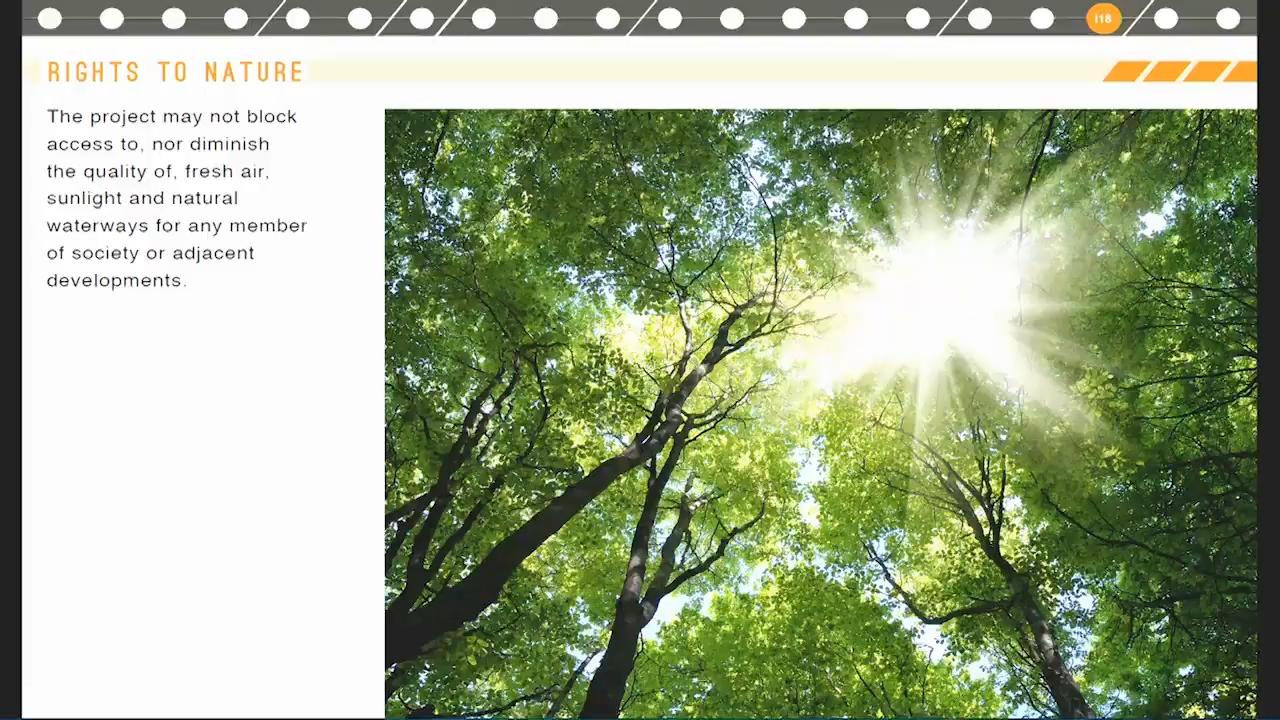 i18
RIGHTS TO NATURE
The project may not block
access to, nor diminish
the quality of, fresh air,
sunlight and natural
waterways for any member
of society or adjacent
developments.